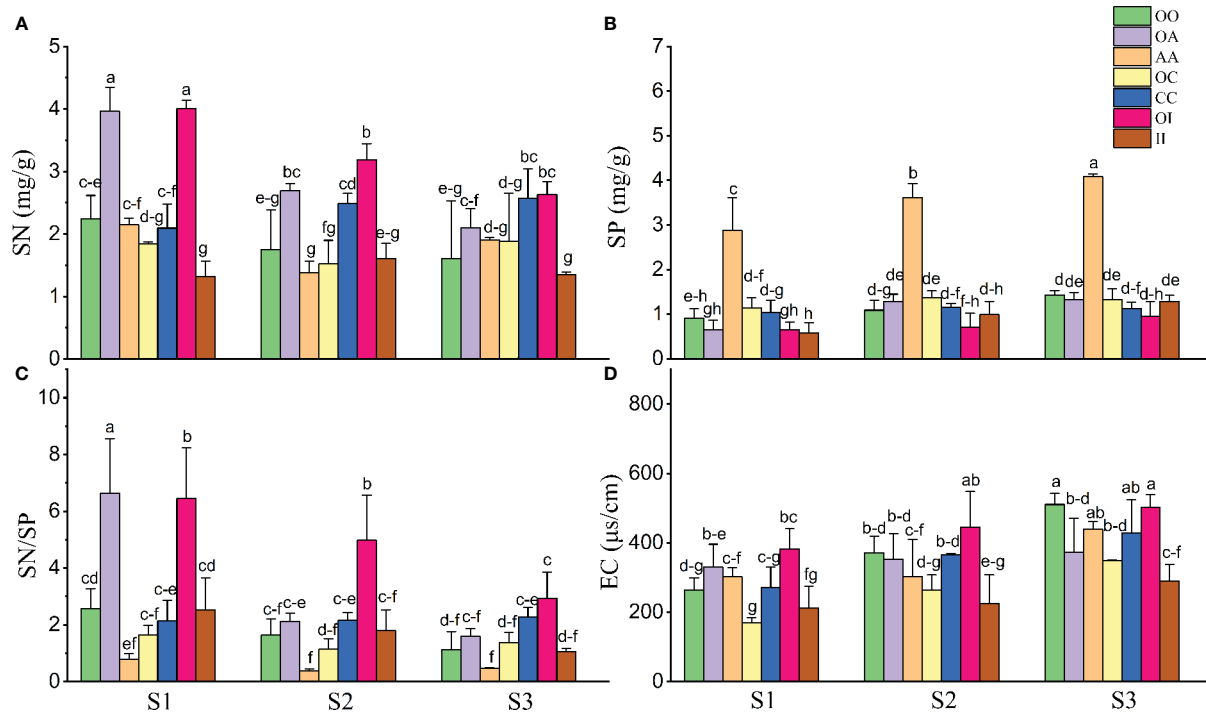 A
SN (mg/g)
5
4
3
2
1
0
c-e
a
c-f
d-g
c-f
a
g
e-g
bc
g
fg
cd
b
e-g
e-g
c-f
d-g
d-g
bc
bc
g
B
SP (mg/g)
7
6
5
4
3
2
1
0
e-h
gh
c
d-f
d-g
gh
h
d-g
de
b
de
d-f
f-h
d-h
d
de
a
de
d-f
d-h
de
OO
OA
AA
OC
CC
OI
II
C
SN/SP
10
8
6
4
2
0
cd
a
ef
c-f
c-e
b
cd
c-f
c-e
f
d-f
c-e
b
c-f
d-f
c-f
f
d-f
c-e
c
d-f
S1
S2
S3
D
EC (μs/cm)
800
600
400
200
0
d-g
b-e
c-f
g
c-g
bc
fg
b-d
b-d
c-f
d-g
b-d
ab
e-g
a
b-d
ab
b-d
ab
a
c-f
S1
S2
S3